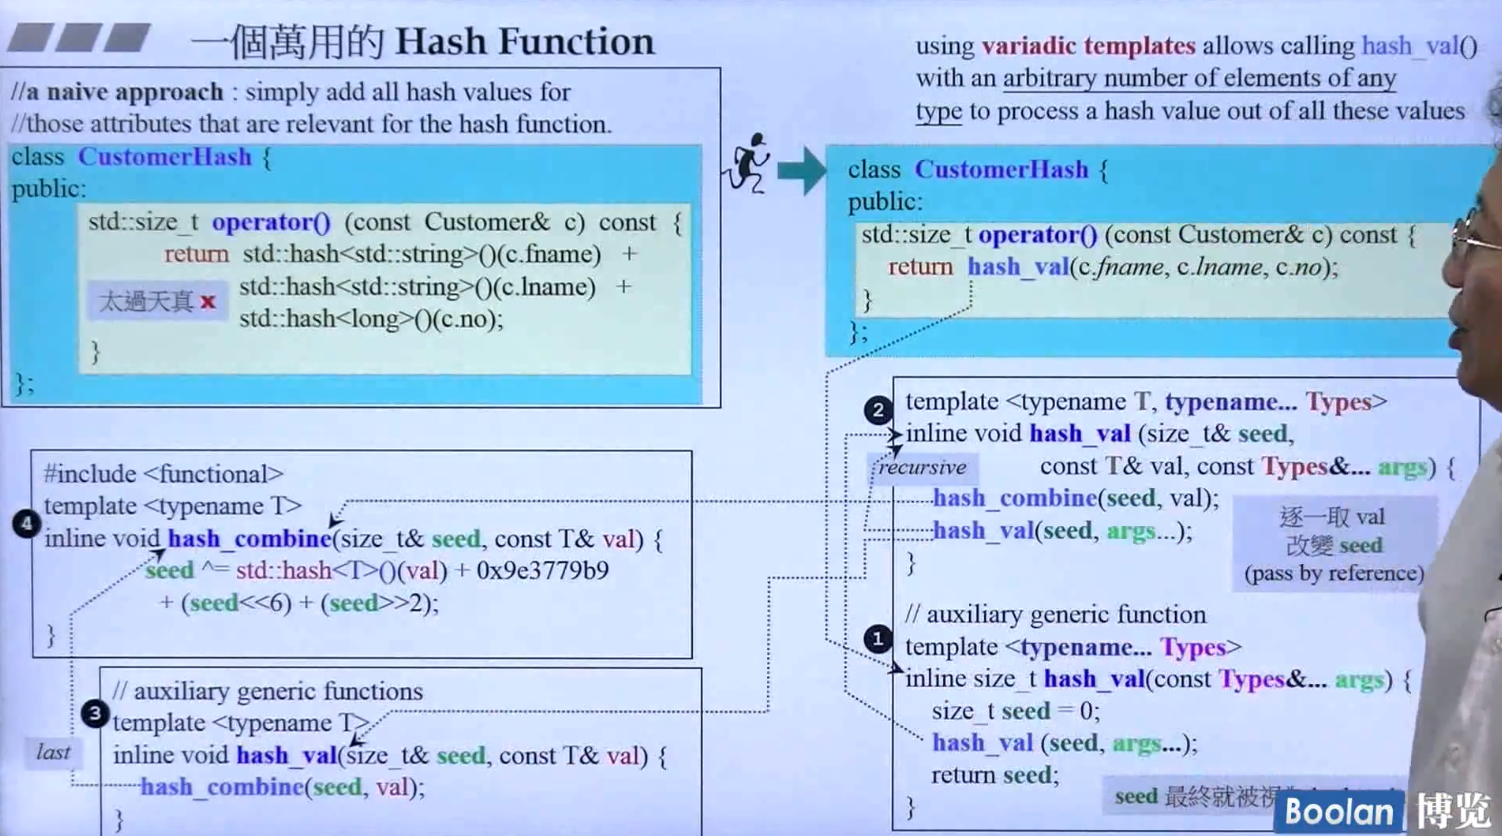 一個萬用的 Hash Function
//a naive approach : simply add all hash values for
//those attributes that are relevant for the hash function.
class CustomerHash {
public:
std::size_t operator() (const Customer& c) const {
return std::hash<std::string>()(c.fname) +
std::hash<std::string>()(c.lname) +
std::hash<long>()(c.no);
太過天真 x
}
};
using variadic templates allows calling hash_val()
with an arbitrary number of elements of any
type to process a hash value out of all these values
class CustomerHash {
public:
std::size_t operator() (const Customer& c) const {
return hash_val(c.fname, c.lname, c.no);
}
};
2
template <typename T, typename... Types>
inline void hash_val (size_t& seed,
const T& val, const Types&... args) {
recursive
hash_combine(seed, val);
hash_val(seed, args...);
}
逐一取 val
改變 seed
(pass by reference)
1
// auxiliary generic function
template <typename... Types>
inline size_t hash_val(const Types&... args) {
size_t seed = 0;
hash_val (seed, args...);
return seed;
}
seed 最終就被視
4
#include <functional>
template <typename T>
inline void hash_combine(size_t& seed, const T& val) {
seed ^= std::hash<T>()(val) + 0x9e3779b9
+ (seed<<6) + (seed>>2);
}
3
// auxiliary generic functions
template <typename T>
inline void hash_val(size_t& seed, const T& val) {
hash_combine(seed, val);
}
last
Boolan 博览